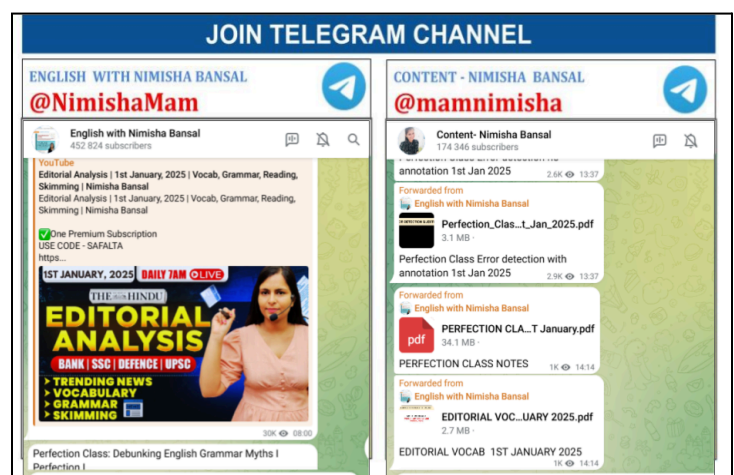 JOIN TELEGRAM CHANNEL
ENGLISH WITH NIMISHA BANSAL
@NimishaMam
English with Nimisha Bansal
452 824 subscribers
YouTube
Editorial Analysis | 1st January, 2025 | Vocab, Grammar, Reading,
Skimming | Nimisha Bansal
Editorial Analysis | 1st January, 2025 | Vocab, Grammar, Reading,
Skimming | Nimisha Bansal
✅One Premium Subscription
USE CODE - SAFALTA
https...
1ST JANUARY, 2025 DAILY 7AM LIVE
THE HINDU
EDITORIAL
ANALYSIS
BANK | SSC | DEFENCE | UPSC
> TRENDING NEWS
> VOCABULARY
> GRAMMAR
> SKIMMING
30K 08:00
Perfection Class: Debunking English Grammar Myths l
Perfection l
CONTENT - NIMISHA BANSAL
@mamnimisha
Content- Nimisha Bansal
174 346 subscribers
Perfection Class Error detection no
annotation 1st Jan 2025
2.6K 13:37
Forwarded from
English with Nimisha Bansal
Perfection_Clas...t_Jan_2025.pdf
3.1 MB ·
Perfection Class Error detection with
annotation 1st Jan 2025
2.9K 13:37
Forwarded from
English with Nimisha Bansal
pdf
PERFECTION CLA...T January.pdf
34.1 MB ·
PERFECTION CLASS NOTES
1K 14:14
Forwarded from
English with Nimisha Bansal
EDITORIAL VOC...UARY 2025.pdf
2.7 MB ·
EDITORIAL VOCAB 1ST JANUARY 2025
1K 14:14